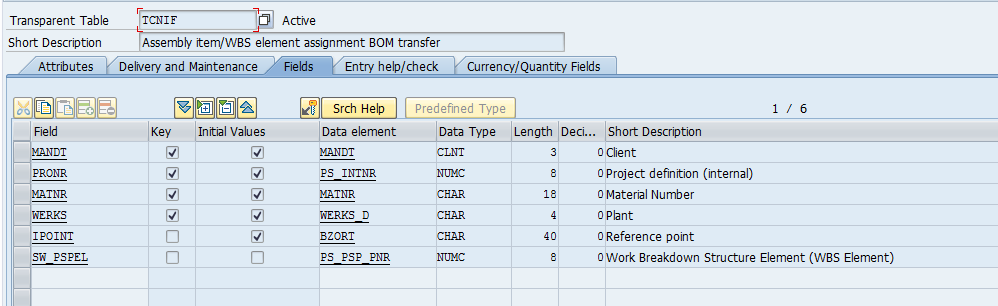 Transparent Table TCNIF Active
Short Description Assembly item/WBS element assignment BOM transfer
Attributes Delivery and Maintenance Fields Entry help/check Currency/Quantity Fields
Srch Help Predefined Type 1 / 6
Field Key Initial Values Data element Data Type Length Deci... Short Description
MANDT MANDT CLNT 3 0 Client
PRONR PS_INTNR NUMC 8 0 Project definition (internal)
MATNR MATNR CHAR 18 0 Material Number
WERKS WERKS_D CHAR 4 0 Plant
IPOINT BZORT CHAR 40 0 Reference point
SW_PSPEL PS_PSP_PNR NUMC 8 0 Work Breakdown Structure Element (WBS Element)